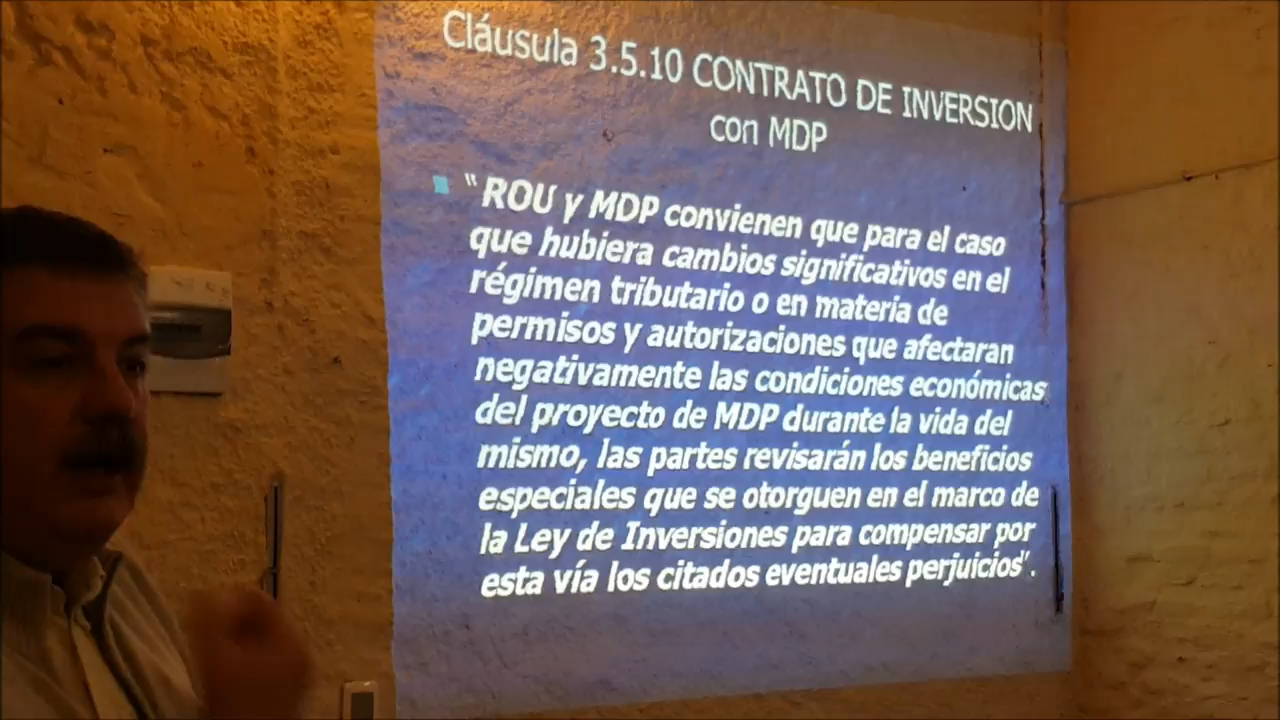 Cláusula 3.5.10 CONTRATO DE INVERSION
con MDP
" ROU y MDP convienen que para el caso
que hubiera cambios significativos en el
régimen tributario o en materia de
permisos y autorizaciones que afectaran
negativamente las condiciones económicas
del proyecto de MDP durante la vida del
mismo, las partes revisarán los beneficios
especiales que se otorguen en el marco de
la Ley de Inversiones para compensar por
esta vía los citados eventuales perjuicios".